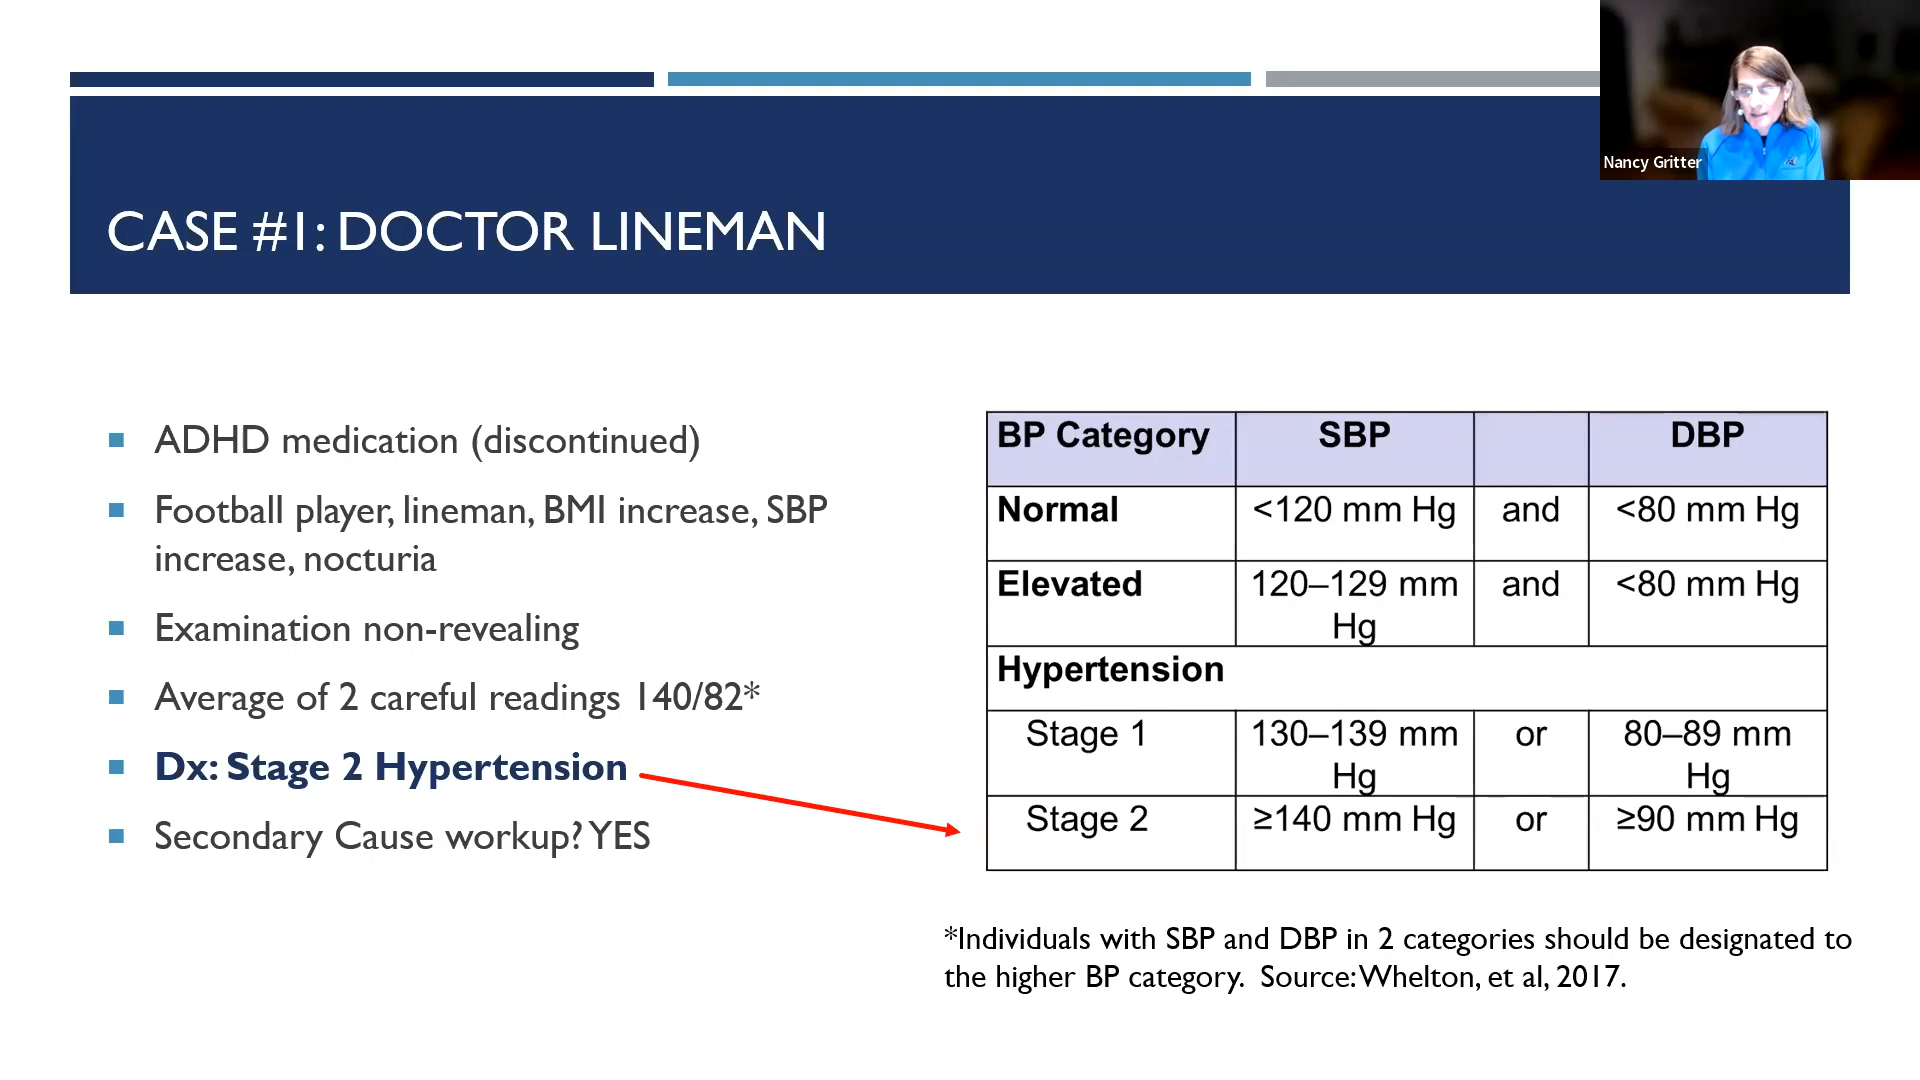 Nancy Gritter
CASE #1: DOCTOR LINEMAN
ADHD medication (discontinued)
Football player, lineman, BMI increase, SBP
increase, nocturia
Examination non-revealing
Average of 2 careful readings 140/82*
Dx: Stage 2 Hypertension
Secondary Cause workup? YES
BP Category SBP DBP
Normal <120 mm Hg and <80 mm Hg
Elevated 120–129 mm Hg and <80 mm Hg
Hypertension
Stage 1 130–139 mm Hg or 80–89 mm Hg
Stage 2 ≥140 mm Hg or ≥90 mm Hg
*Individuals with SBP and DBP in 2 categories should be designated to
the higher BP category. Source: Whelton, et al, 2017.